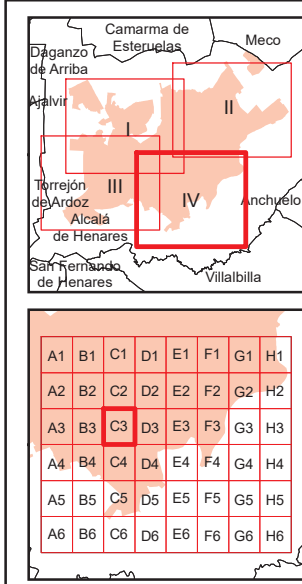 Camarma de
Esteruelas
Meco
Daganzo
de Arriba
Ajalvir
I
II
III
IV
Torrejón
de Ardoz
Anchuelo
Alcalá
de Henares
San Fernando
de Henares
Villalbilla
A1 B1 C1 D1 E1 F1 G1 H1
A2 B2 C2 D2 E2 F2 G2 H2
A3 B3 C3 D3 E3 F3 G3 H3
A4 B4 C4 D4 E4 F4 G4 H4
A5 B5 C5 D5 E5 F5 G5 H5
A6 B6 C6 D6 E6 F6 G6 H6